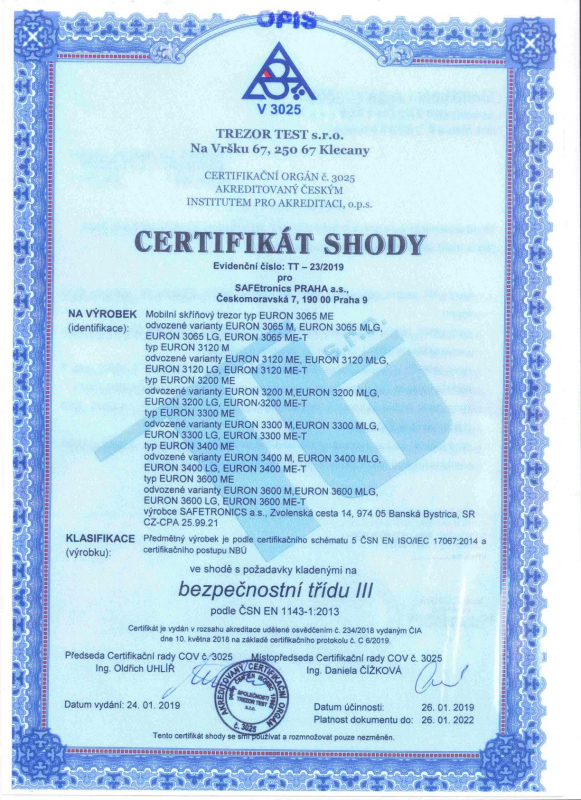 OPIS
V 3025
TREZOR TEST s.r.o.
Na Vršku 67, 250 67 Klecany
CERTIFIKAČNÍ ORGÁN č. 3025
AKREDITOVANÝ ČESKÝM
INSTITUTEM PRO AKREDITACI, o.p.s.
CERTIFIKÁT SHODY
Evidenční číslo: TT – 23/2019
pro
SAFEtronics PRAHA a.s.,
Českomoravská 7, 190 00 Praha 9
NA VÝROBEK Mobilní skříňový trezor typ EURON 3065 ME
(identifikace): odvozené varianty EURON 3065 M, EURON 3065 MLG,
EURON 3065 LG, EURON 3065 ME-T
typ EURON 3120 M
odvozené varianty EURON 3120 ME, EURON 3120 MLG,
EURON 3120 LG, EURON 3120 ME-T
typ EURON 3200 ME
odvozené varianty EURON 3200 M,EURON 3200 MLG,
EURON 3200 LG, EURON-3200 ME-T
typ EURON 3300 ME
odvozené varianty EURON 3300 M,EURON 3300 MLG,
EURON 3300 LG, EURON 3300 ME-T
typ EURON 3400 ME
odvozené varianty EURON 3400 M, EURON 3400 MLG,
EURON 3400 LG, EURON 3400 ME-T
typ EURON 3600 ME
odvozené varianty EURON 3600 M,EURON 3600 MLG,
EURON 3600 LG, EURON 3600 ME-T
výrobce SAFETRONICS a.s., Zvolenská cesta 14, 974 05 Banská Bystrica, SR
CZ-CPA 25.99.21
KLASIFIKACE Předmětný výrobek je podle certifikačního schématu 5 ČSN EN ISO/IEC 17067:2014 a
(výrobku): certifikačního postupu NBÚ
ve shodě s požadavky kladenými na
bezpečnostní třídu III
podle ČSN EN 1143-1:2013
Certifikát je vydán v rozsahu akreditace udělené osvědčením č. 234/2018 vydaným ČIA
dne 10. května 2018 na základě certifikačního protokolu č. C 6/2019.
Předseda Certifikační rady COV č. 3025 Místopředseda Certifikační rady COV č. 3025
Ing. Oldřich UHLÍŘ Ing. Daniela ČÍŽKOVÁ
AKREDITOVANÝ CERTIFIKAČNÍ ORGÁN
SPOLEČNOSTI
TREZOR TEST
s.r.o.
č. 3025
Datum vydání: 24. 01. 2019 Datum účinnosti: 26. 01. 2019
Platnost dokumentu do: 26. 01. 2022
Tento certifikát shody se smí používat a rozmnožovat pouze nezměněn.